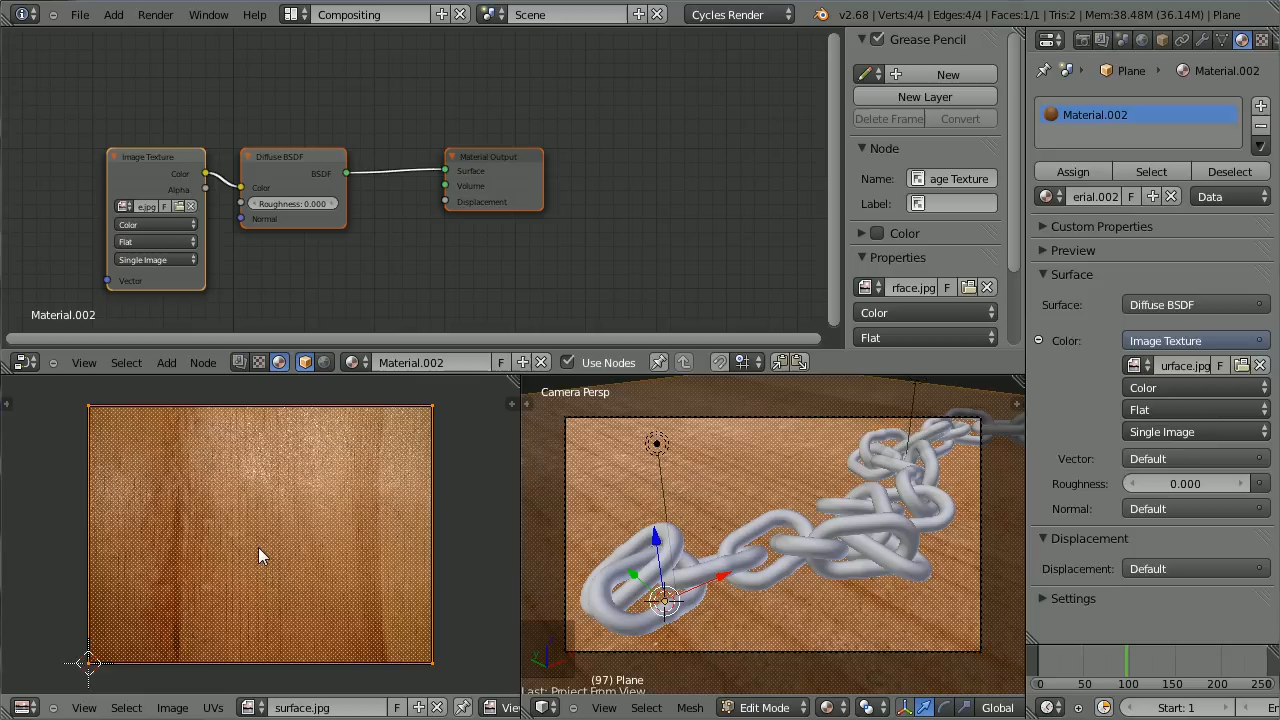 File Add Render Window Help Compositing Scene Cycles Render v2.68 | Verts:4/4 | Edges:4/4 | Faces:1/1 | Tris:2 | Mem:38.48M (36.14M) | Plane
Grease Pencil
New
New Layer
Delete Frame Convert
Node
Name: age Texture
Label:
Color
Properties
rface.jpg F
Color
Flat
Image Texture
Color
Alpha
e.jpg F
Color
Flat
Single Image
Vector
Diffuse BSDF
BSDF
Color
Roughness: 0.000
Normal
Material Output
Surface
Volume
Displacement
Material.002
View Select Add Node Material.002 F Use Nodes
Plane Material.002
Material.002
Assign Select Deselect
erial.002 F Data
Custom Properties
Preview
Surface
Surface: Diffuse BSDF
Color: Image Texture
urface.jpg F
Color
Flat
Single Image
Vector: Default
Roughness: 0.000
Normal: Default
Displacement
Displacement: Default
Settings
Camera Persp
(97) Plane
Last: Project From View
View Select Image UVs surface.jpg F Vie
View Select Mesh Edit Mode Global
0 50 100 150 200 250
Start: 1 En